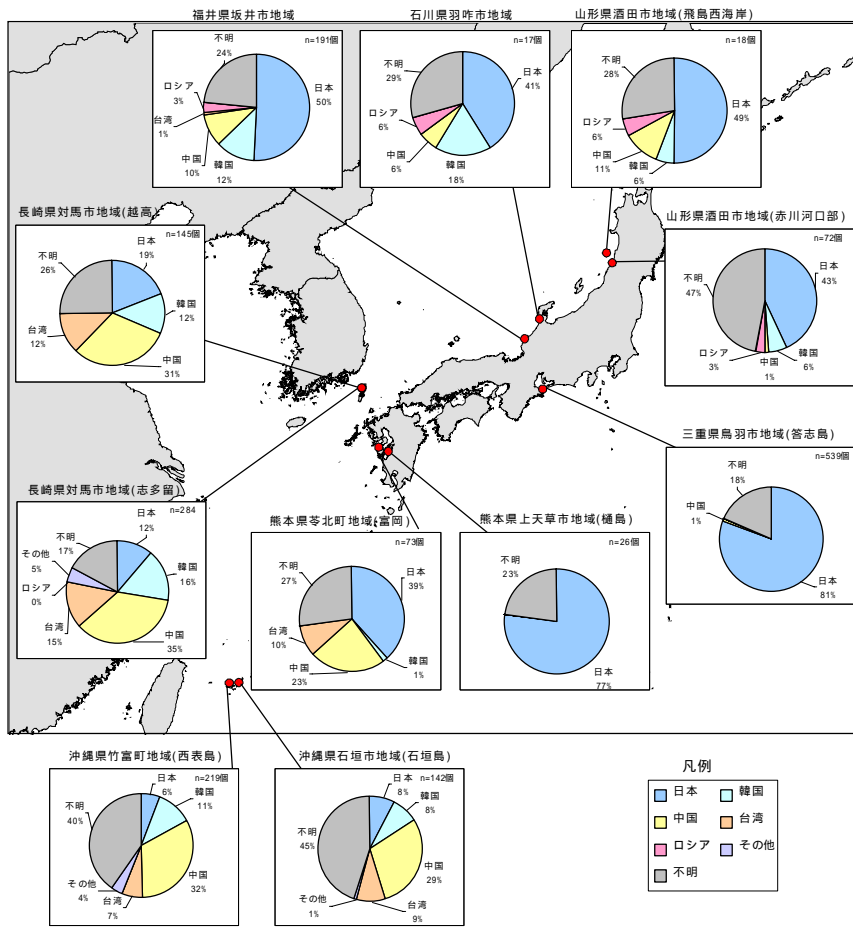 福井県坂井市地域
n=191個
不明
24%
ロシア
3%
台湾
1%
中国
10%
韓国
12%
日本
50%
石川県羽咋市地域
n=17個
不明
29%
ロシア
6%
中国
6%
韓国
18%
日本
41%
山形県酒田市地域(飛島西海岸)
n=18個
不明
28%
ロシア
6%
中国
11%
韓国
6%
日本
49%
長崎県対馬市地域(越高)
n=145個
不明
26%
台湾
12%
中国
31%
韓国
12%
日本
19%
山形県酒田市地域(赤川河口部)
n=72個
不明
47%
ロシア
3%
中国
1%
韓国
6%
日本
43%
三重県鳥羽市地域(答志島)
n=539個
不明
18%
中国
1%
日本
81%
長崎県対馬市地域(志多留)
n=284
不明
17%
その他
5%
ロシア
0%
台湾
15%
中国
35%
韓国
16%
日本
12%
熊本県苓北町地域(富岡)
n=73個
不明
27%
台湾
10%
中国
23%
韓国
1%
日本
39%
熊本県上天草市地域(樋島)
n=26個
不明
23%
日本
77%
沖縄県竹富町地域(西表島)
n=219個
不明
40%
その他
4%
台湾
7%
中国
32%
韓国
11%
日本
6%
沖縄県石垣市地域(石垣島)
n=142個
不明
45%
その他
1%
台湾
9%
中国
29%
韓国
8%
日本
8%
凡例
日本 韓国
中国 台湾
ロシア その他
不明